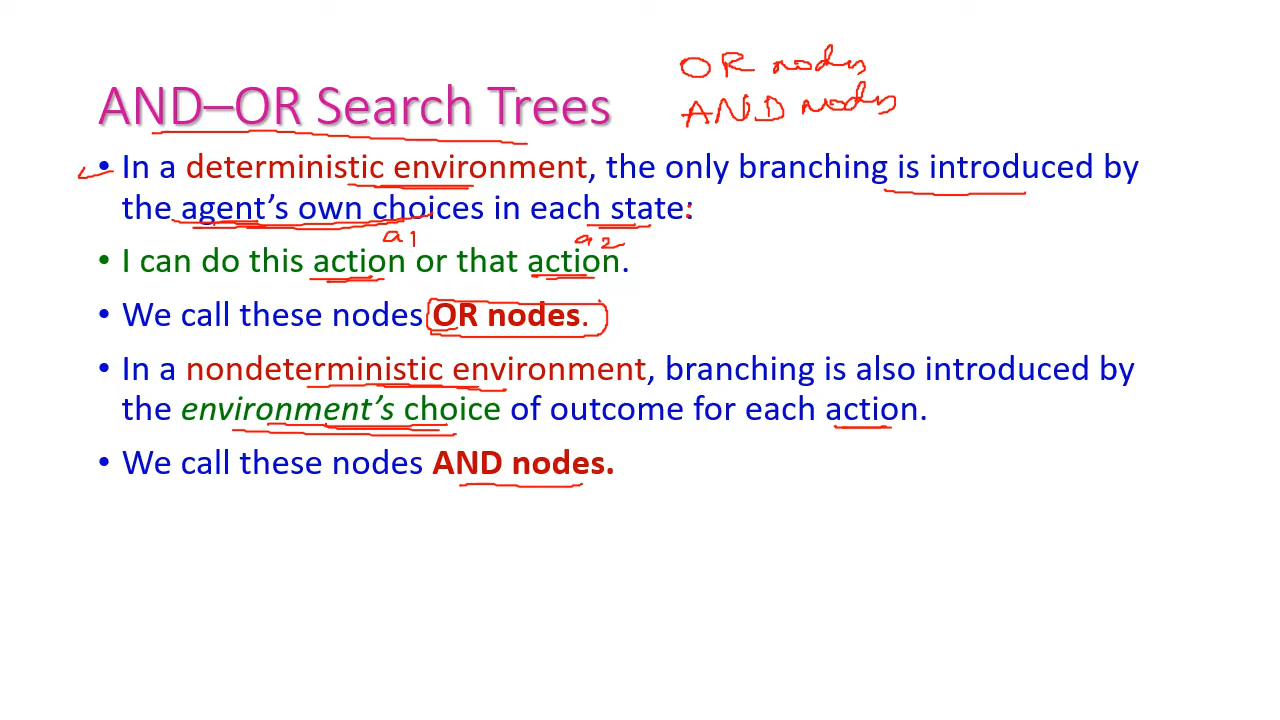 OR nodes
AND–OR Search Trees
AND nodes
• In a deterministic environment, the only branching is introduced by
the agent’s own choices in each state:
a1 a2
• I can do this action or that action.
• We call these nodes OR nodes.
• In a nondeterministic environment, branching is also introduced by
the environment’s choice of outcome for each action.
• We call these nodes AND nodes.